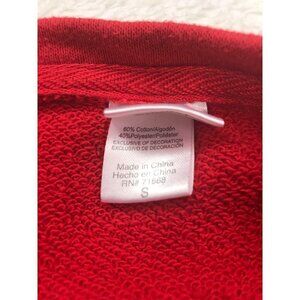 60% Cotton/Algodón
40% Polyester/Poliéster
EXCLUSIVE OF DECORATION
EXCLUSIVO DE DECORACIÓN
Made in China
Hecho en China
RN# 71568
S